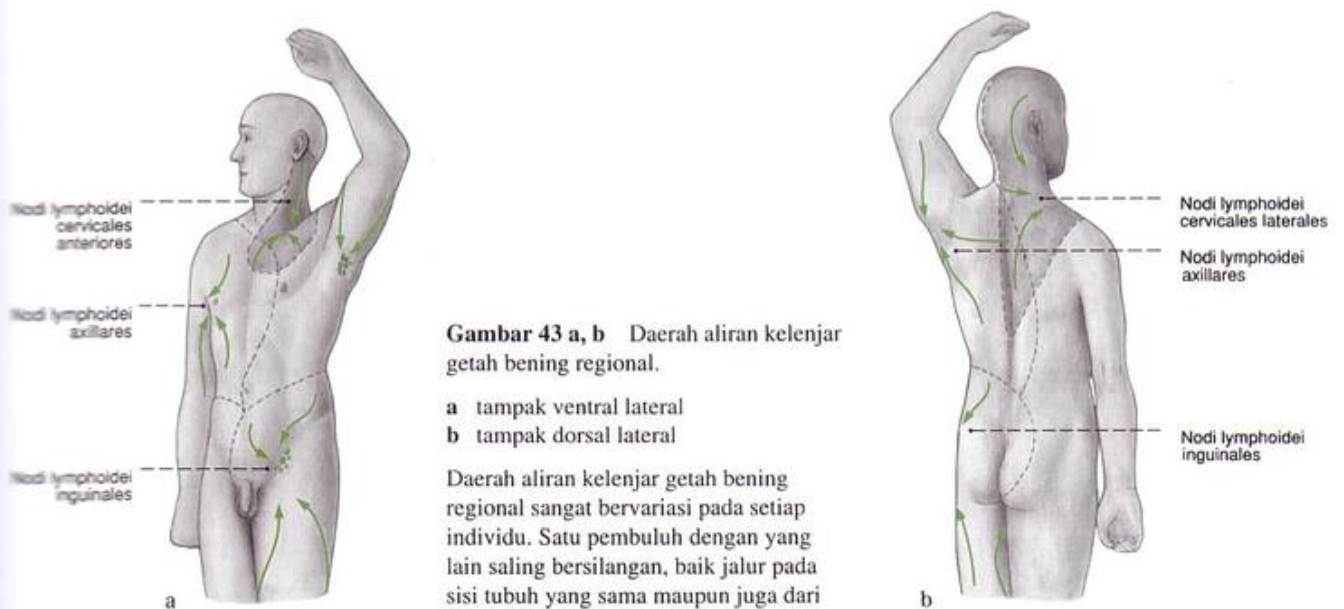 Nodi lymphoidei
cervicales
anteriores
Nodi lymphoidei
axillares
Nodi lymphoidei
inguinales
a
Gambar 43 a, b Daerah aliran kelenjar
getah bening regional.
a tampak ventral lateral
b tampak dorsal lateral
Daerah aliran kelenjar getah bening
regional sangat bervariasi pada setiap
individu. Satu pembuluh dengan yang
lain saling bersilangan, baik jalur pada
sisi tubuh yang sama maupun juga dari
Nodi lymphoidei
cervicales laterales
Nodi lymphoidei
axillares
Nodi lymphoidei
inguinales
b